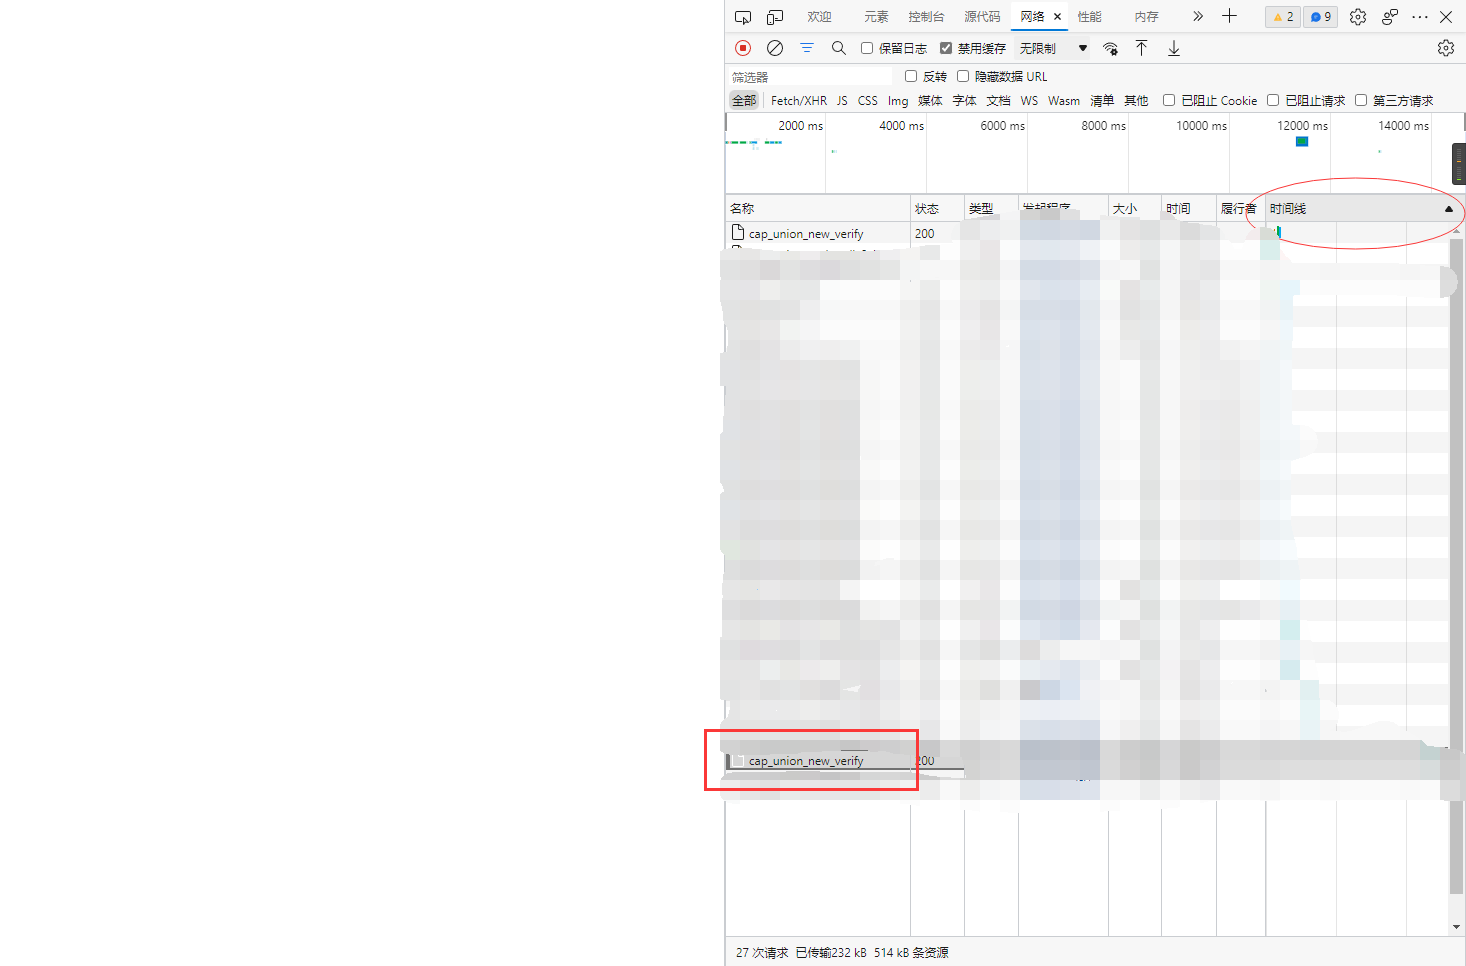 欢迎 元素 控制台 源代码 网络 性能 内存 2 9
保留日志 禁用缓存 无限制
筛选器 反转 隐藏数据 URL
全部 Fetch/XHR JS CSS Img 媒体 字体 文档 WS Wasm 清单 其他 已阻止 Cookie 已阻止请求 第三方请求
2000 ms 4000 ms 6000 ms 8000 ms 10000 ms 12000 ms 14000 ms
名称 状态 类型 发起程序 大小 时间 履行者 时间线
cap_union_new_verify 200
cap_union_new_verify 200
27 次请求 已传输232 kB 514 kB 条资源